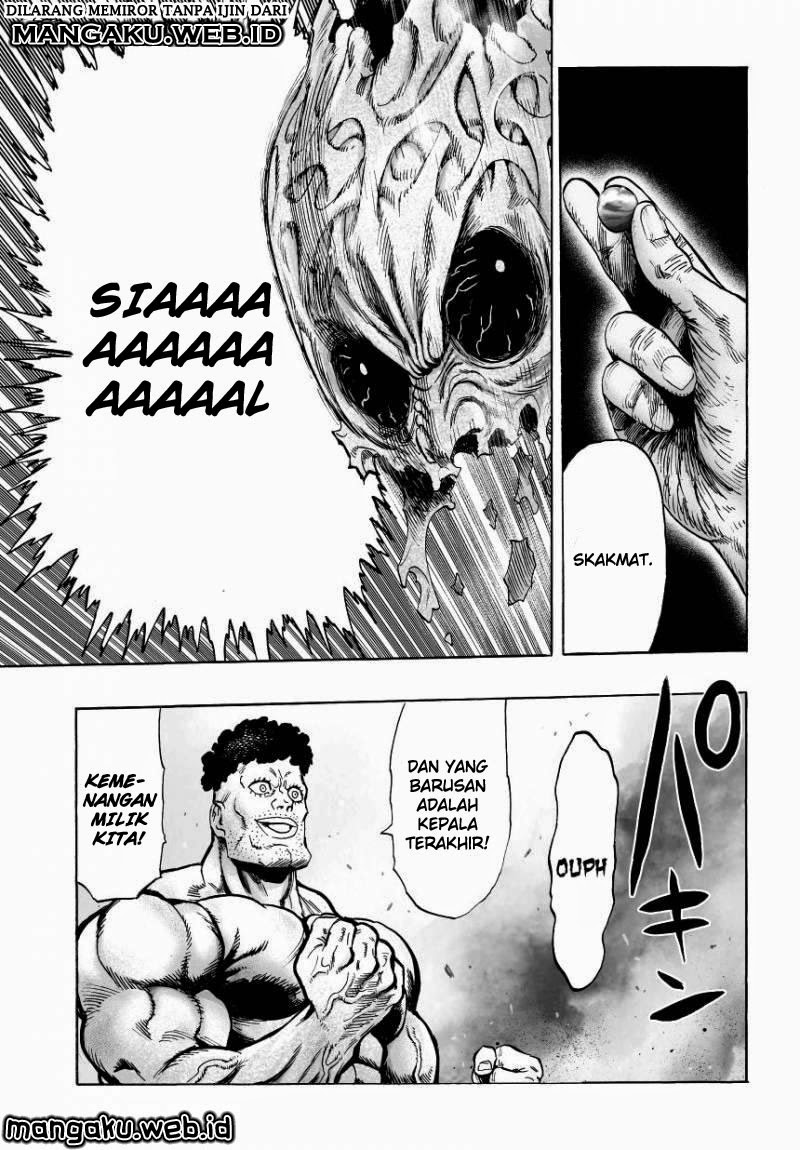 DILARANG MEMIROR TANPA IJIN DARI
MANGAKU.WEB.ID
SKAKMAT.
SIAAAA
AAAAAA
AAAAAL
パキン
OUPH
DAN YANG
BARUSAN
ADALAH
KEPALA
TERAKHIR!
KEME-
NANGAN
MILIK
KITA!
mangaku.web.id